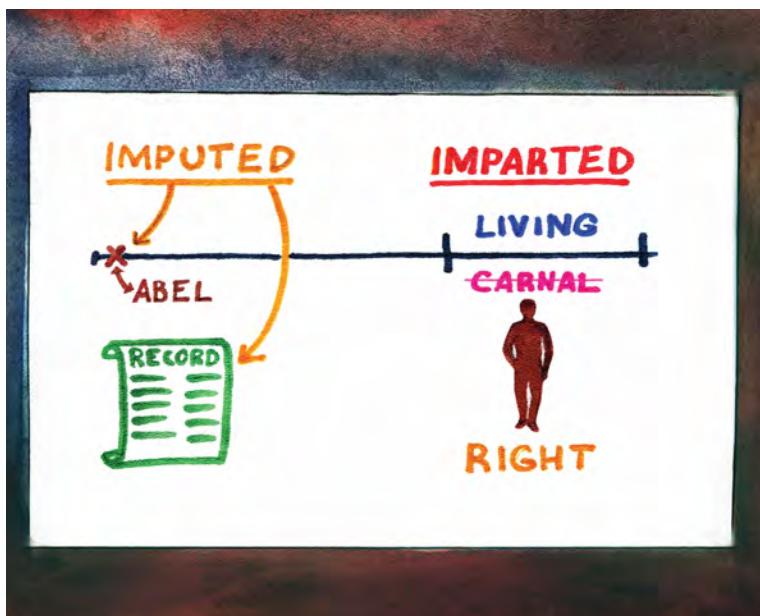 IMPUTED
IMPARTED
LIVING
ABEL
CARNAL
RECORD
RIGHT